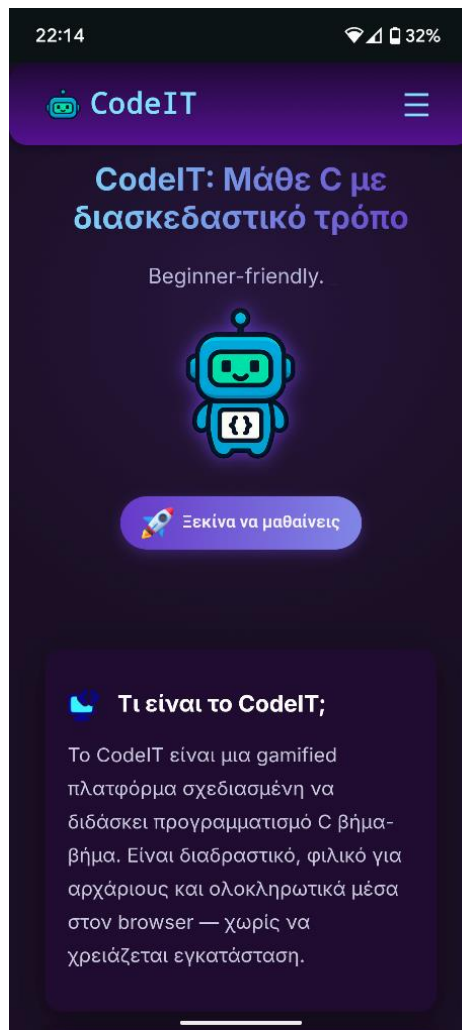 22:14
32%
CodeIT
CodeIT: Μάθε C με
διασκεδαστικό τρόπο
Beginner-friendly.
{}
Ξεκίνα να μαθαίνεις
Τι είναι το CodeIT;
Το CodeIT είναι μια gamified
πλατφόρμα σχεδιασμένη να
διδάσκει προγραμματισμό C βήμα-
βήμα. Είναι διαδραστικό, φιλικό για
αρχάριους και ολοκληρωτικά μέσα
στον browser — χωρίς να
χρειάζεται εγκατάσταση.